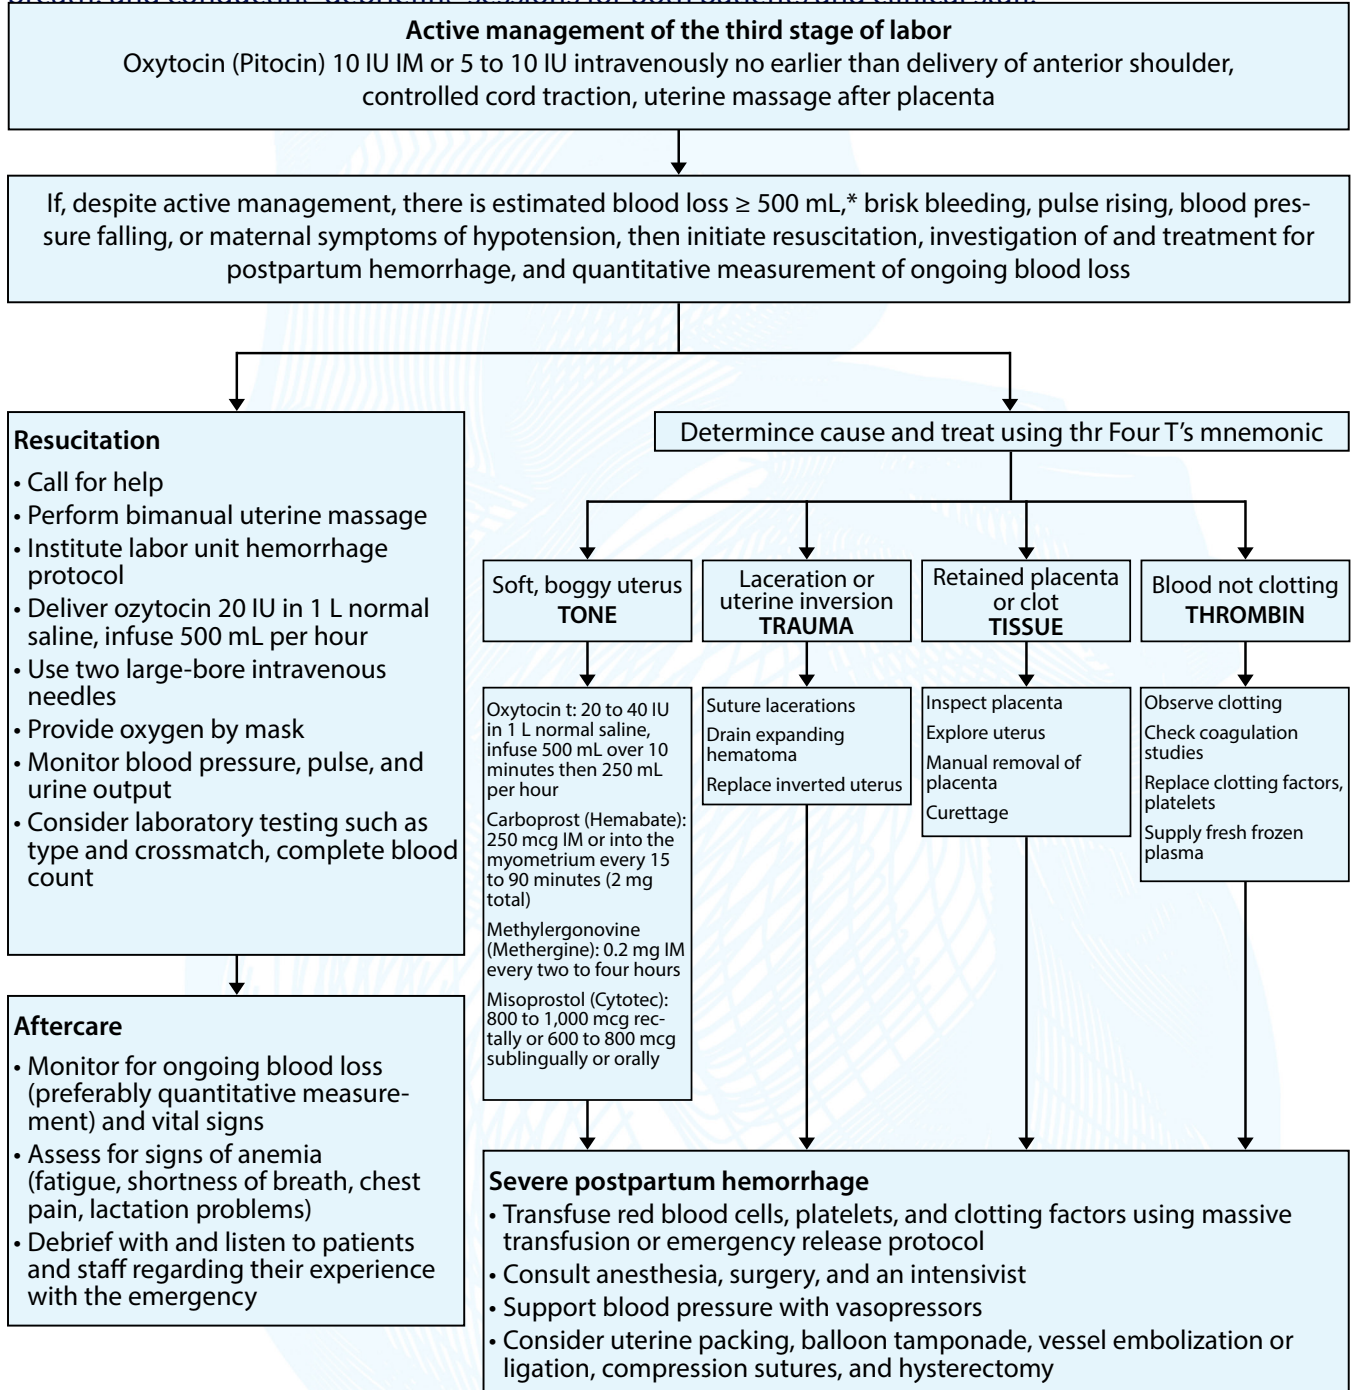 Active management of the third stage of labor
Oxytocin (Pitocin) 10 IU IM or 5 to 10 IU intravenously no earlier than delivery of anterior shoulder,
controlled cord traction, uterine massage after placenta
If, despite active management, there is estimated blood loss ≥ 500 mL,* brisk bleeding, pulse rising, blood pres-
sure falling, or maternal symptoms of hypotension, then initiate resuscitation, investigation of and treatment for
postpartum hemorrhage, and quantitative measurement of ongoing blood loss
Resucitation
• Call for help
• Perform bimanual uterine massage
• Institute labor unit hemorrhage
protocol
• Deliver ozytocin 20 IU in 1 L normal
saline, infuse 500 mL per hour
• Use two large-bore intravenous
needles
• Provide oxygen by mask
• Monitor blood pressure, pulse, and
urine output
• Consider laboratory testing such as
type and crossmatch, complete blood
count
Aftercare
• Monitor for ongoing blood loss
(preferably quantitative measure-
ment) and vital signs
• Assess for signs of anemia
(fatigue, shortness of breath, chest
pain, lactation problems)
• Debrief with and listen to patients
and staff regarding their experience
with the emergency
Determince cause and treat using thr Four T's mnemonic
Soft, boggy uterus
TONE
Laceration or
uterine inversion
TRAUMA
Retained placenta
or clot
TISSUE
Blood not clotting
THROMBIN
Oxytocin t: 20 to 40 IU
in 1 L normal saline,
infuse 500 mL over 10
minutes then 250 mL
per hour
Carboprost (Hemabate):
250 mcg IM or into the
myometrium every 15
to 90 minutes (2 mg
total)
Methylergonovine
(Methergine): 0.2 mg IM
every two to four hours
Misoprostol (Cytotec):
800 to 1,000 mcg rec-
tally or 600 to 800 mcg
sublingually or orally
Suture lacerations
Drain expanding
hematoma
Replace inverted uterus
Inspect placenta
Explore uterus
Manual removal of
placenta
Curettage
Observe clotting
Check coagulation
studies
Replace clotting factors,
platelets
Supply fresh frozen
plasma
Severe postpartum hemorrhage
• Transfuse red blood cells, platelets, and clotting factors using massive
transfusion or emergency release protocol
• Consult anesthesia, surgery, and an intensivist
• Support blood pressure with vasopressors
• Consider uterine packing, balloon tamponade, vessel embolization or
ligation, compression sutures, and hysterectomy